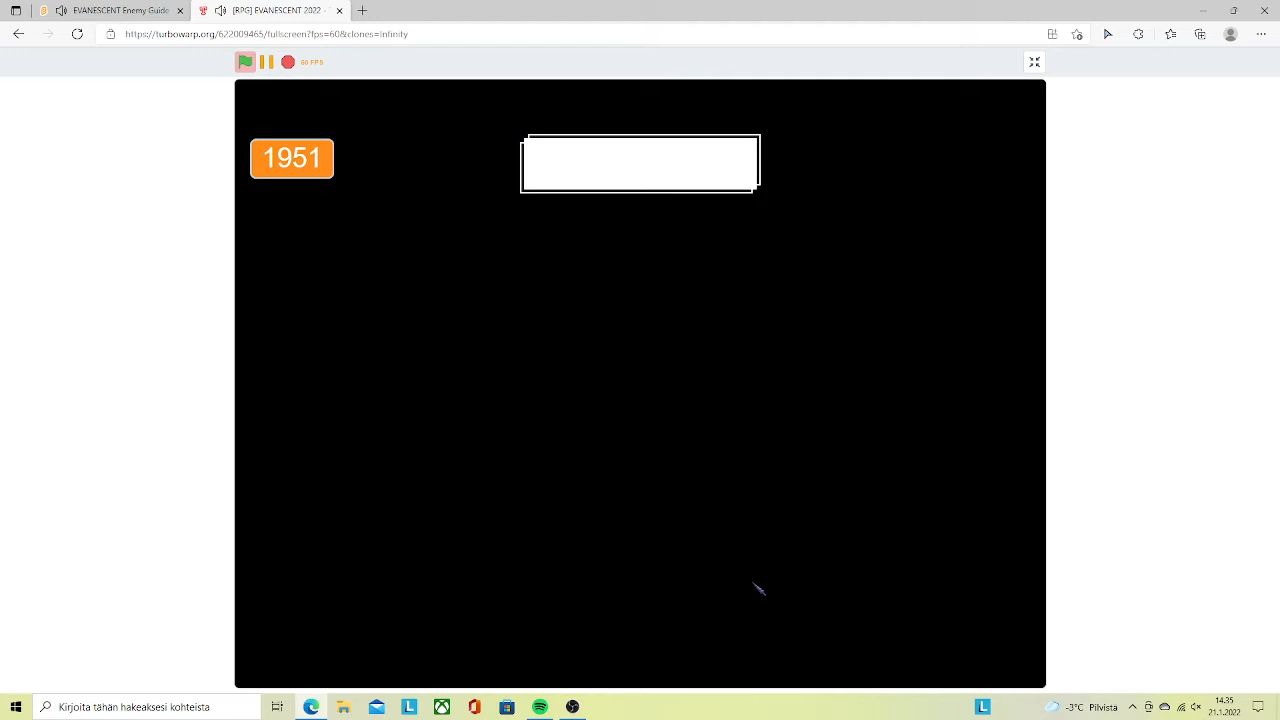 EVANESCENT Enemy Guide
[RPG] EVANESCENT 2022 -
https://turbowarp.org/622009465/fullscreen?fps=60&clones=Infinity
60 FPS
1951
Kirjoita tähän hakeaksesi kohteista
L
L
-3°C Pilvistä
14.35
21.1.2022